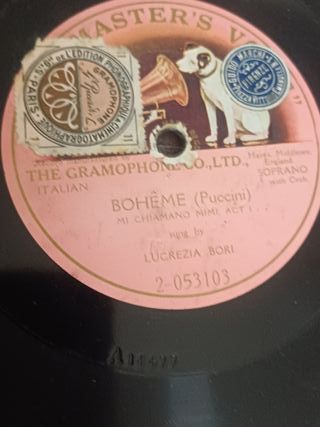 MASTER'S V
THE GRAMOPHONE CO., LTD.,
Hayes, Middlesex,
England.
ITALIAN
SOPRANO
with Orch.
BOHÊME (Puccini)
MI CHIAMANO MIMI, ACT I.
sung by
LUCREZIA BORI
2-053103
FIRENZE